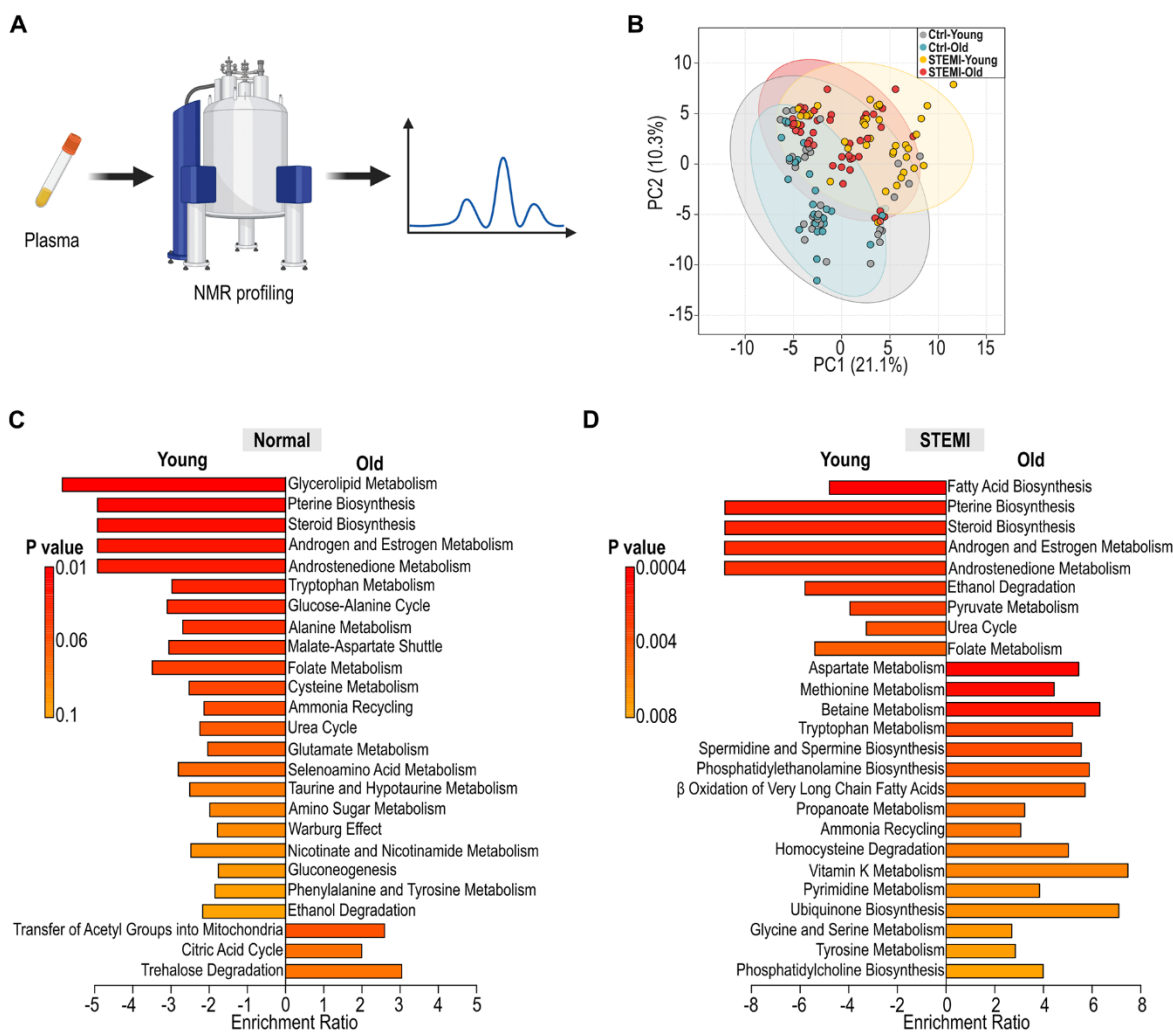 A
Plasma
NMR profiling
B
Ctrl-Young
Ctrl-Old
STEMI-Young
STEMI-Old
10
5
0
-5
-10
-15
PC2 (10.3%)
-10 -5 0 5 10 15
PC1 (21.1%)
C
Normal
Young Old
P value
0.01
0.06
0.1
Glycerolipid Metabolism
Pterine Biosynthesis
Steroid Biosynthesis
Androgen and Estrogen Metabolism
Androstenedione Metabolism
Tryptophan Metabolism
Glucose-Alanine Cycle
Alanine Metabolism
Malate-Aspartate Shuttle
Folate Metabolism
Cysteine Metabolism
Ammonia Recycling
Urea Cycle
Glutamate Metabolism
Selenoamino Acid Metabolism
Taurine and Hypotaurine Metabolism
Amino Sugar Metabolism
Warburg Effect
Nicotinate and Nicotinamide Metabolism
Gluconeogenesis
Phenylalanine and Tyrosine Metabolism
Ethanol Degradation
Transfer of Acetyl Groups into Mitochondria
Citric Acid Cycle
Trehalose Degradation
-5 -4 -3 -2 -1 0 1 2 3 4 5
Enrichment Ratio
D
STEMI
Young Old
P value
0.0004
0.004
0.008
Fatty Acid Biosynthesis
Pterine Biosynthesis
Steroid Biosynthesis
Androgen and Estrogen Metabolism
Androstenedione Metabolism
Ethanol Degradation
Pyruvate Metabolism
Urea Cycle
Folate Metabolism
Aspartate Metabolism
Methionine Metabolism
Betaine Metabolism
Tryptophan Metabolism
Spermidine and Spermine Biosynthesis
Phosphatidylethanolamine Biosynthesis
β Oxidation of Very Long Chain Fatty Acids
Propanoate Metabolism
Ammonia Recycling
Homocysteine Degradation
Vitamin K Metabolism
Pyrimidine Metabolism
Ubiquinone Biosynthesis
Glycine and Serine Metabolism
Tyrosine Metabolism
Phosphatidylcholine Biosynthesis
-8 -6 -4 -2 0 2 4 6 8
Enrichment Ratio